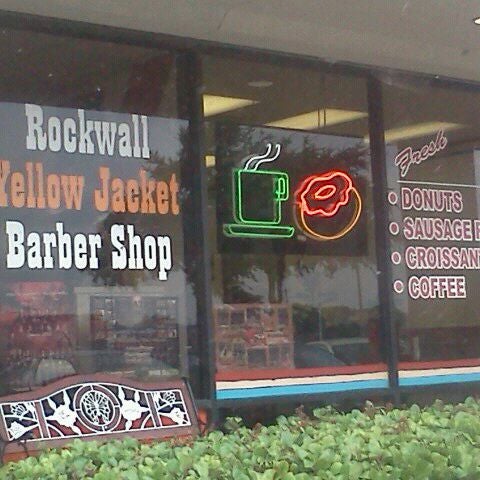 Rockwall
Yellow Jacket
Barber Shop
Fresh
• DONUTS
• SAUSAGE
• CROISSAN
• COFFEE